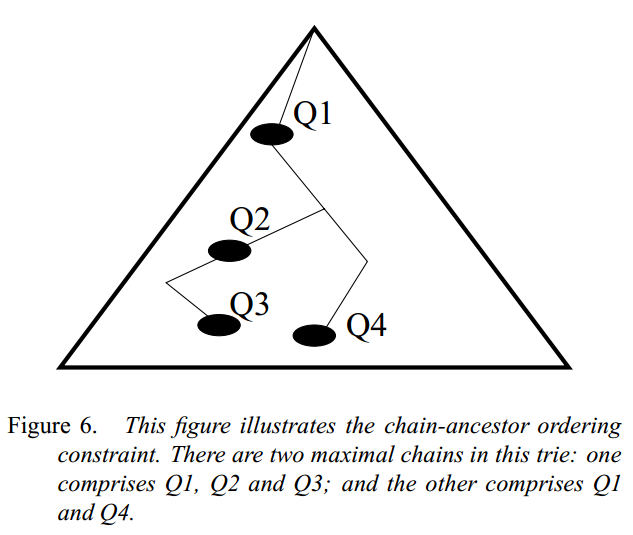 Q1
Q2
Q3
Q4
Figure 6. This figure illustrates the chain-ancestor ordering
constraint. There are two maximal chains in this trie: one
comprises Q1, Q2 and Q3; and the other comprises Q1
and Q4.